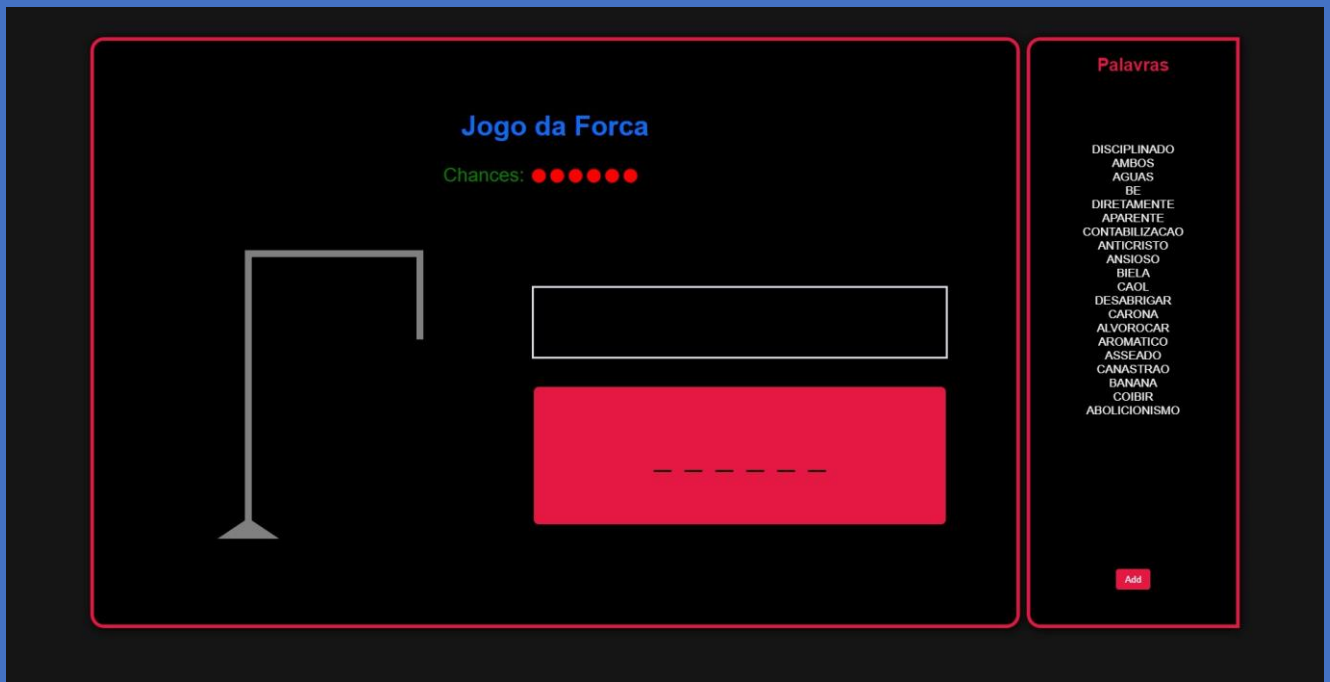 Jogo da Forca
Chances:
_ _ _ _ _ _
Palavras
DISCIPLINADO
AMBOS
AGUAS
BE
DIRETAMENTE
APARENTE
CONTABILIZACAO
ANTICRISTO
ANSIOSO
BIELA
CAOL
DESABRIGAR
CARONA
ALVOROCAR
AROMATICO
ASSEADO
CANASTRAO
BANANA
COIBIR
ABOLICIONISMO
Add